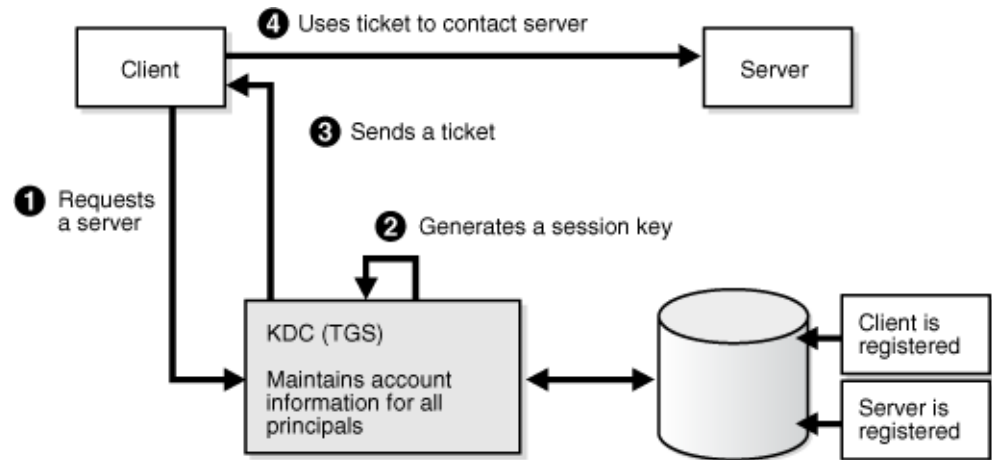 4 Uses ticket to contact server
Client
Server
3 Sends a ticket
1 Requests
a server
2 Generates a session key
KDC (TGS)
Maintains account
information for all
principals
Client is
registered
Server is
registered